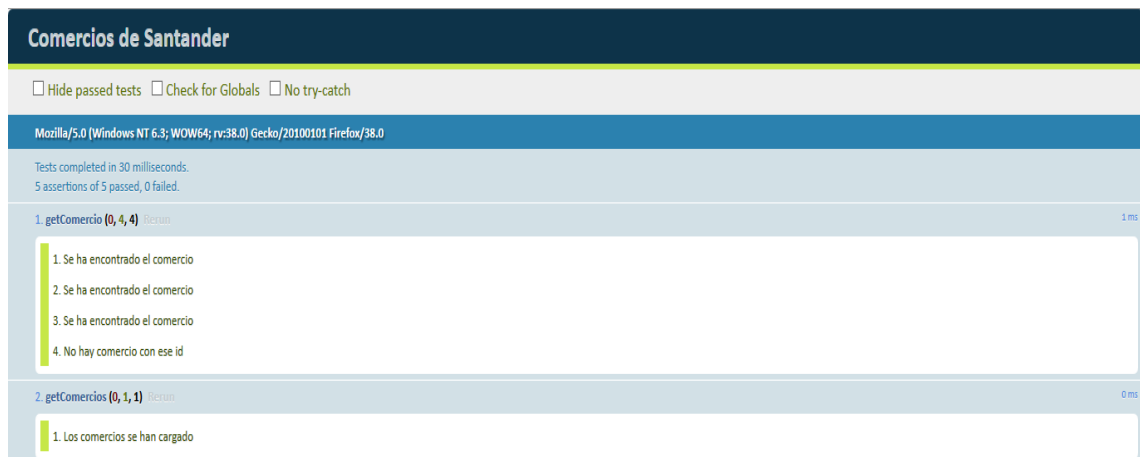 Comercios de Santander
Hide passed tests Check for Globals No try-catch
Mozilla/5.0 (Windows NT 6.3; WOW64; rv:38.0) Gecko/20100101 Firefox/38.0
Tests completed in 30 milliseconds.
5 assertions of 5 passed, 0 failed.
1. getComercio (0, 4, 4) Rerun 1 ms
1. Se ha encontrado el comercio
2. Se ha encontrado el comercio
3. Se ha encontrado el comercio
4. No hay comercio con ese id
2. getComercios (0, 1, 1) Rerun 0 ms
1. Los comercios se han cargado